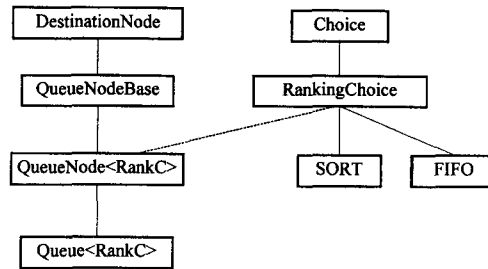 DestinationNode
Choice
QueueNodeBase
RankingChoice
QueueNode<RankC>
SORT
FIFO
Queue<RankC>